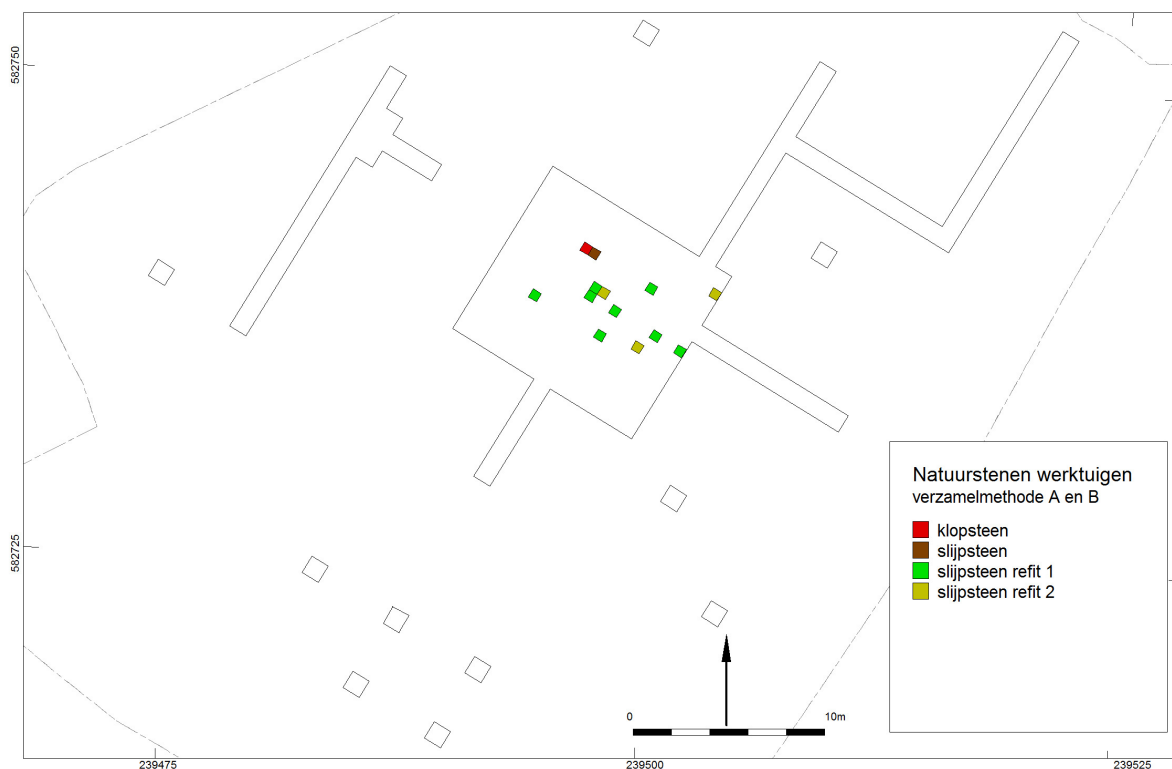 582750
582725
Natuurstenen werktuigen
verzamelmethode A en B
klopsteen
slijpsteen
slijpsteen refit 1
slijpsteen refit 2
0 10m
239475 239500 239525